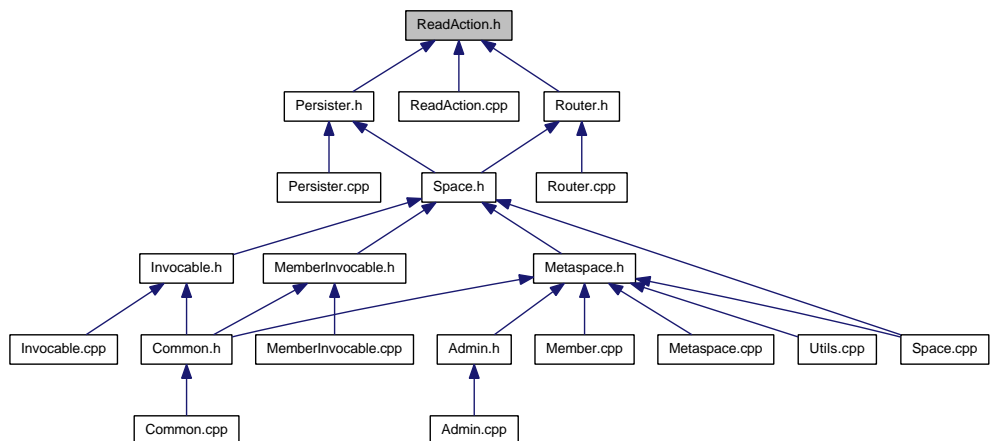 ReadAction.h
Persister.h
ReadAction.cpp
Router.h
Persister.cpp
Space.h
Router.cpp
Invocable.h
MemberInvocable.h
Metaspace.h
Invocable.cpp
Common.h
MemberInvocable.cpp
Admin.h
Member.cpp
Metaspace.cpp
Utils.cpp
Space.cpp
Common.cpp
Admin.cpp